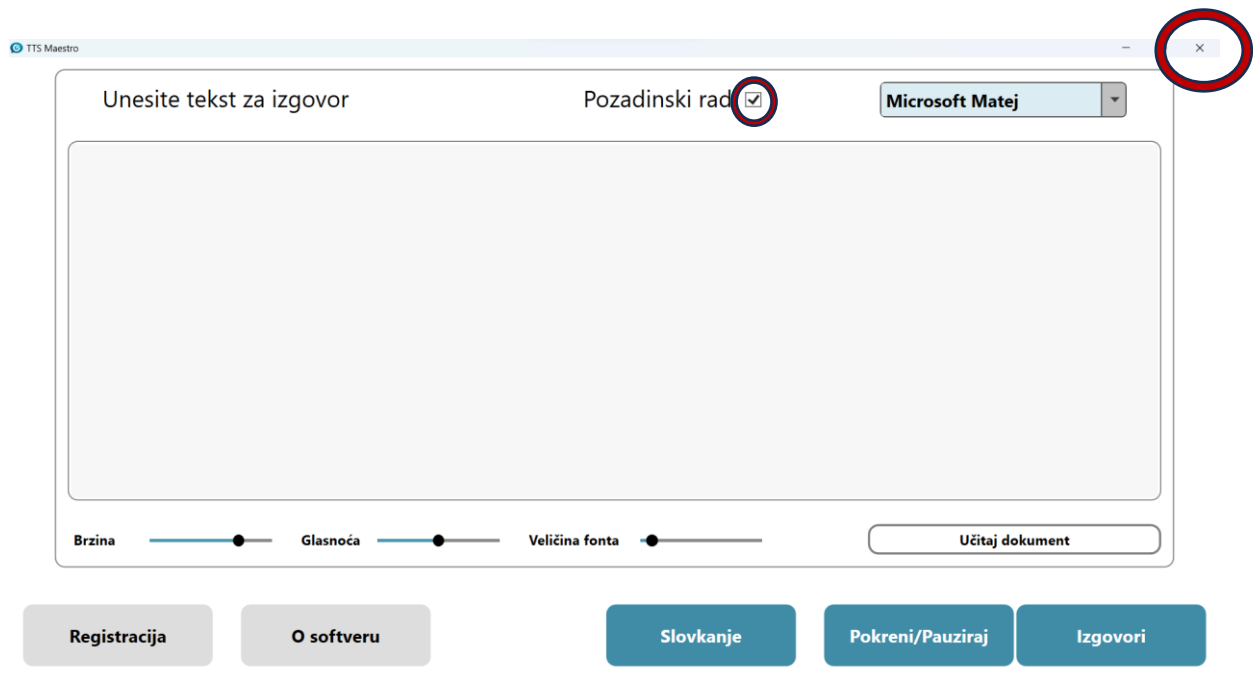 TTS Maestro
Unesite tekst za izgovor
Pozadinski rad
Microsoft Matej
Brzina
Glasnoća
Veličina fonta
Učitaj dokument
Registracija
O softveru
Slovkanje
Pokreni/Pauziraj
Izgovori